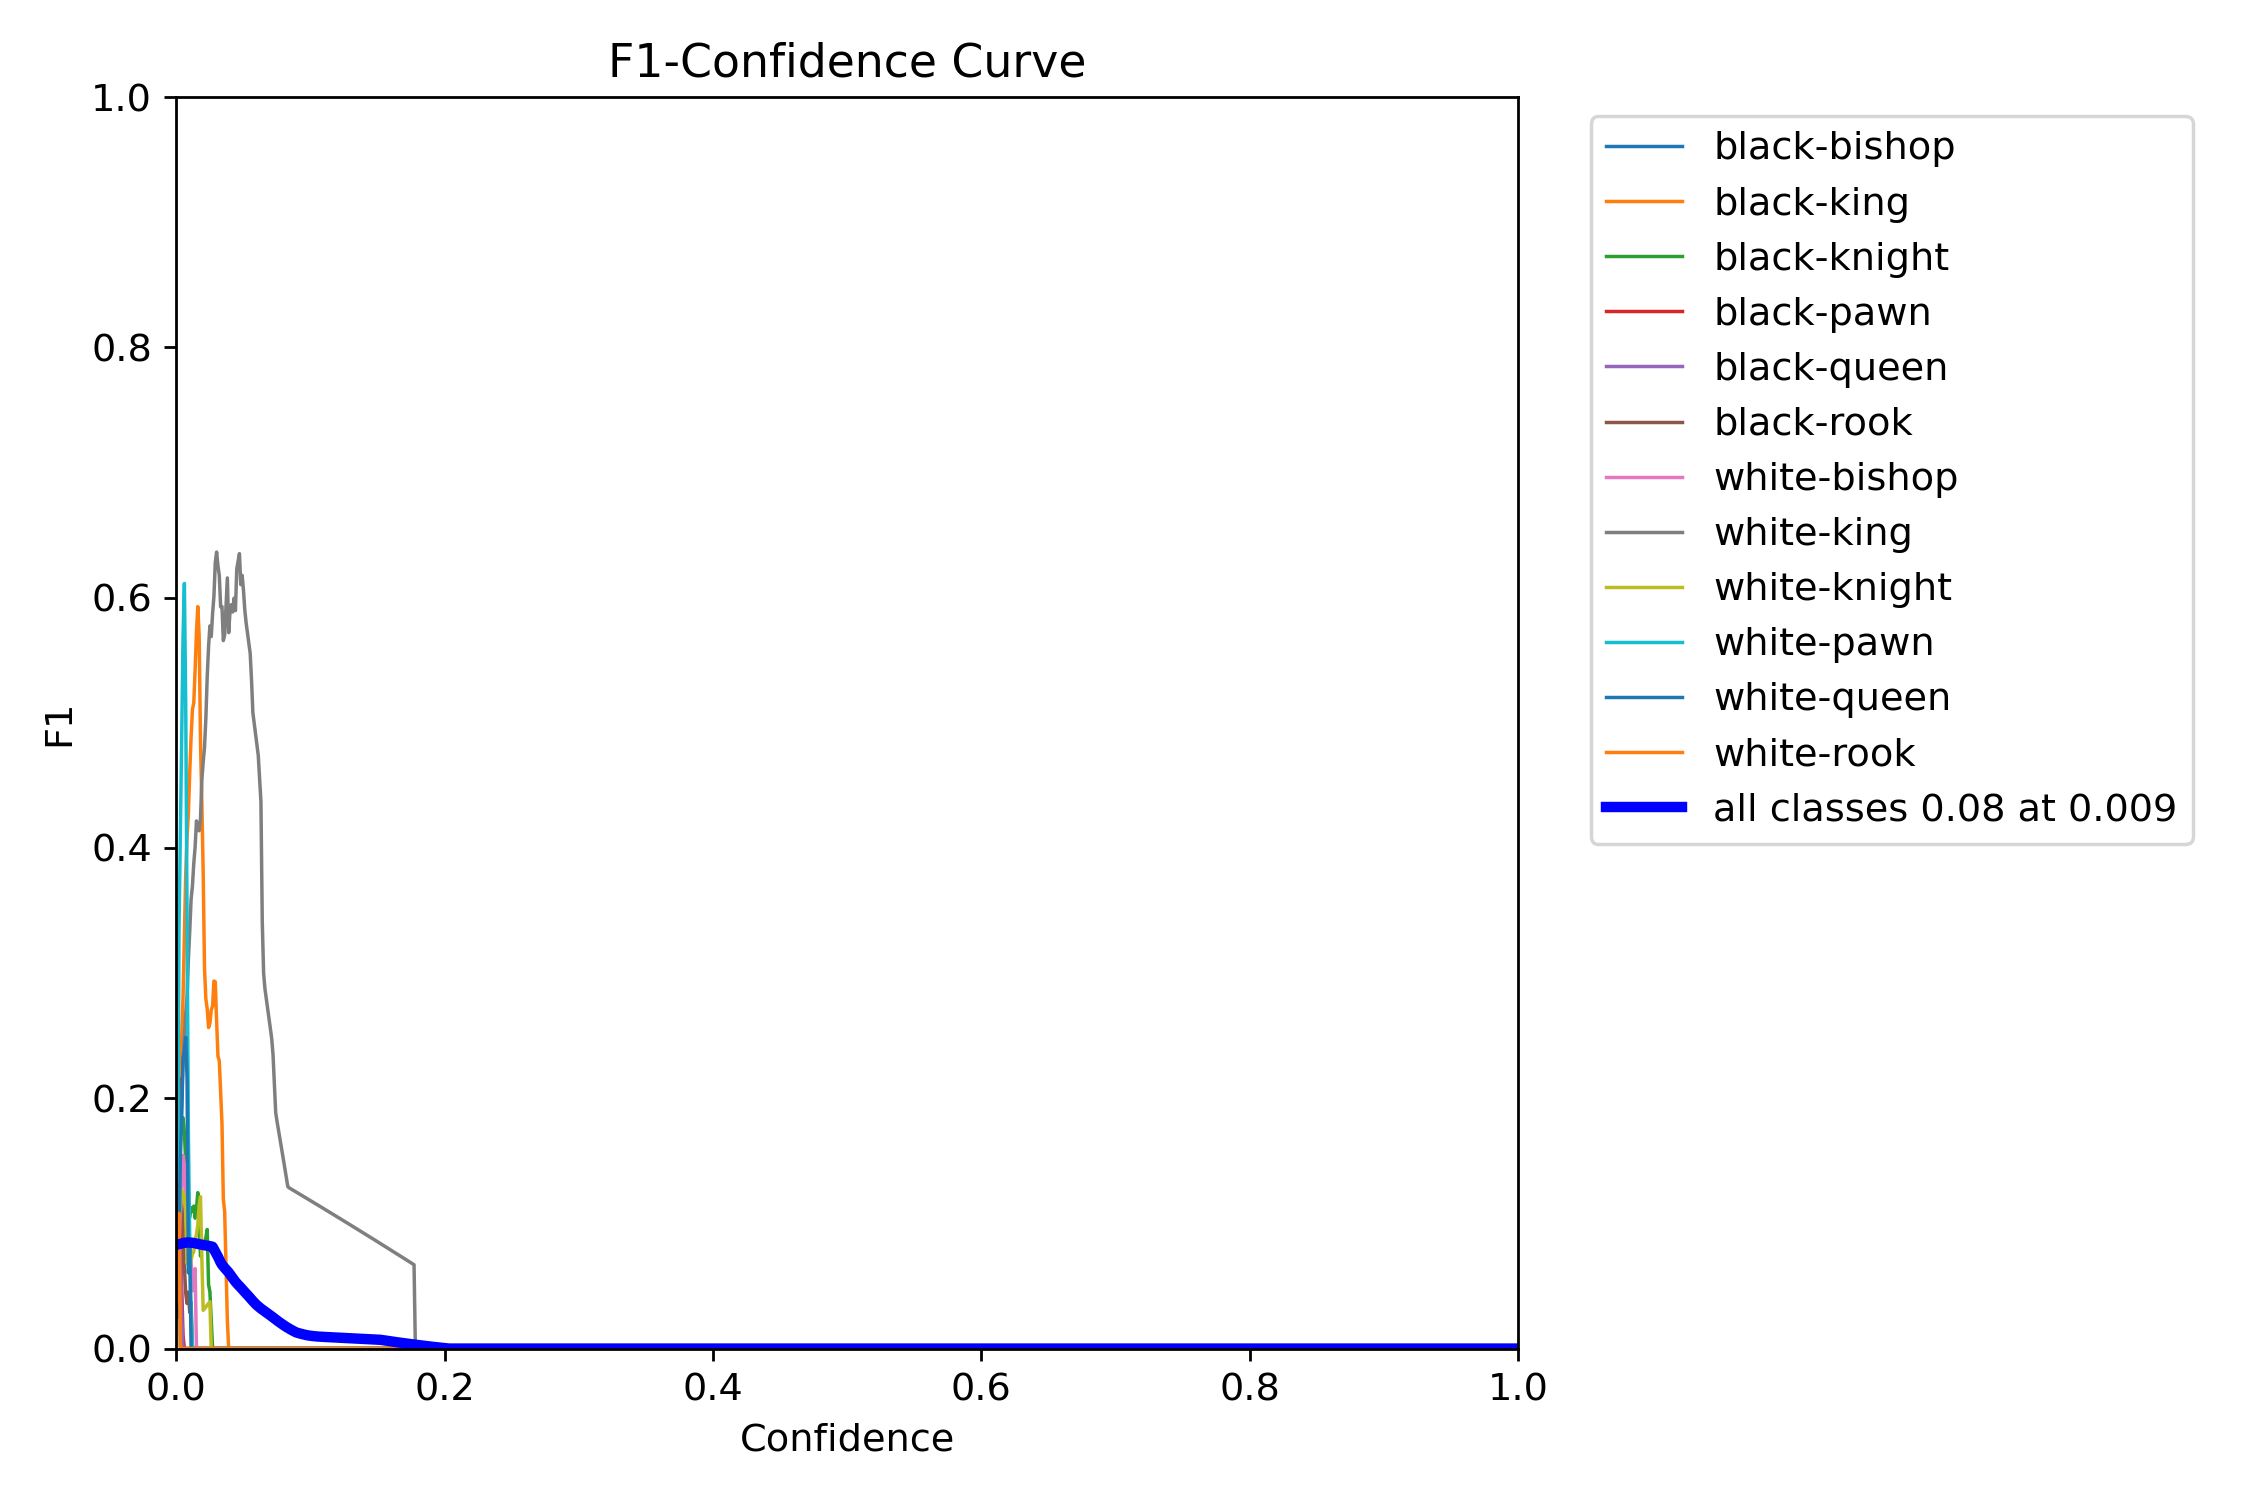 F1-Confidence Curve
1.0
0.8
0.6
0.4
0.2
0.0
F1
0.0 0.2 0.4 0.6 0.8 1.0
Confidence
black-bishop
black-king
black-knight
black-pawn
black-queen
black-rook
white-bishop
white-king
white-knight
white-pawn
white-queen
white-rook
all classes 0.08 at 0.009